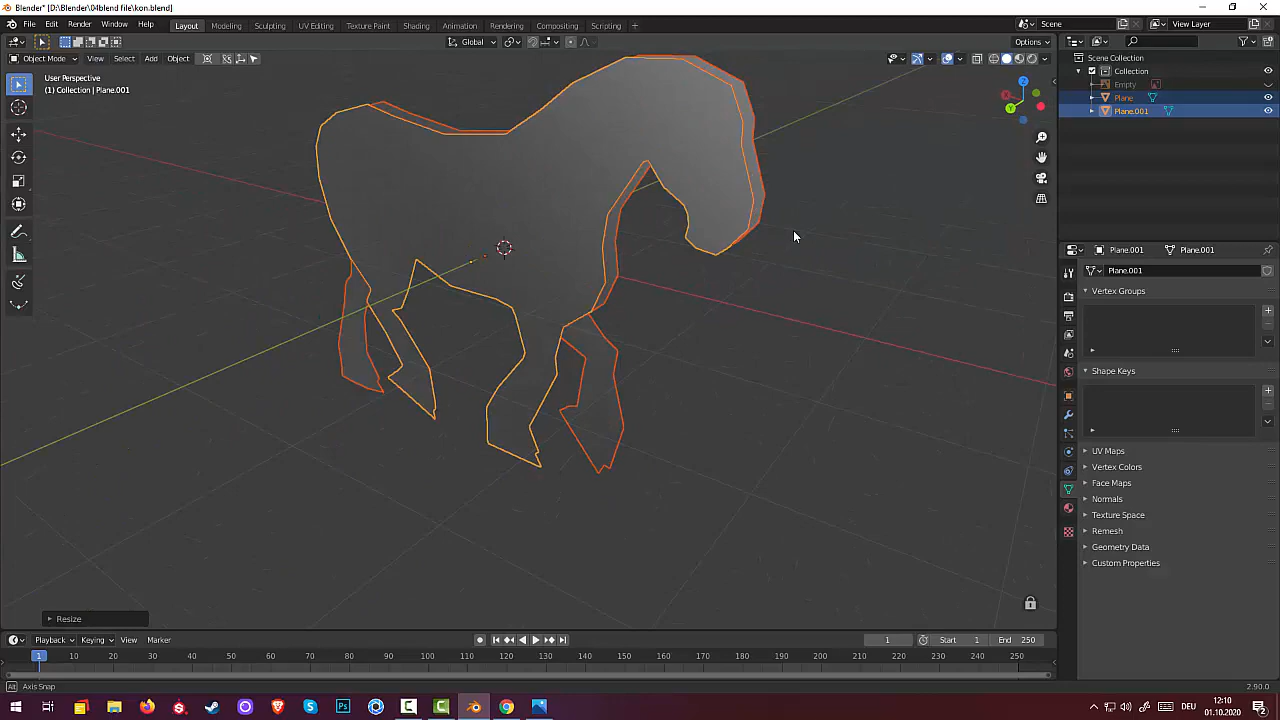 Blender* [D:\Blender\04blend file\kon.blend]
File Edit Render Window Help Layout Modeling Sculpting UV Editing Texture Paint Shading Animation Rendering Compositing Scripting Scene View Layer
Global Options
Object Mode View Select Add Object
User Perspective
(1) Collection | Plane.001
Scene Collection
Collection
Empty
Plane
Plane.001
Z
Y
Plane.001 Plane.001
Plane.001
Vertex Groups
Shape Keys
UV Maps
Vertex Colors
Face Maps
Normals
Texture Space
Remesh
Geometry Data
Custom Properties
Resize
Playback Keying View Marker 1 Start 1 End 250
1 10 20 30 40 50 60 70 80 90 100 110 120 130 140 150 160 170 180 190 200 210 220 230 240 250
Alt Axis Snap 2.90.0
DEU 12:10
01.10.2020